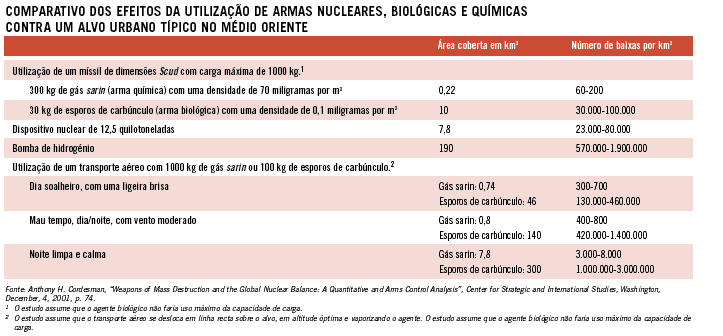 COMPARATIVO DOS EFEITOS DA UTILIZAÇÃO DE ARMAS NUCLEARES, BIOLÓGICAS E QUÍMICAS
CONTRA UM ALVO URBANO TÍPICO NO MÉDIO ORIENTE
Área coberta em km² Número de baixas por km²
Utilização de um míssil de dimensões Scud com carga máxima de 1000 kg.¹
300 kg de gás sarin (arma química) com uma densidade de 70 miligramas por m³ 0,22 60-200
30 kg de esporos de carbúnculo (arma biológica) com uma densidade de 0,1 miligramas por m³ 10 30.000-100.000
Dispositivo nuclear de 12,5 quilotoneladas 7,8 23.000-80.000
Bomba de hidrogénio 190 570.000-1.900.000
Utilização de um transporte aéreo com 1000 kg de gás sarin ou 100 kg de esporos de carbúnculo.²
Dia soalheiro, com uma ligeira brisa Gás sarin: 0,74 300-700
Esporos de carbúnculo: 46 130.000-460.000
Mau tempo, dia/noite, com vento moderado Gás sarin: 0,8 400-800
Esporos de carbúnculo: 140 420.000-1.400.000
Noite limpa e calma Gás sarin: 7,8 3.000-8.000
Esporos de carbúnculo: 300 1.000.000-3.000.000
Fonte: Anthony H. Cordesman, “Weapons of Mass Destruction and the Global Nuclear Balance: A Quantitative and Arms Control Analysis”, Center for Strategic and International Studies, Washington,
December, 4, 2001, p. 74.
¹ O estudo assume que o agente biológico não faria uso máximo da capacidade de carga.
² O estudo assume que o transporte aéreo se desloca em linha recta sobre o alvo, em altitude óptima e vaporizando o agente. O estudo assume que o agente biológico não faria uso máximo da capacidade de
carga.